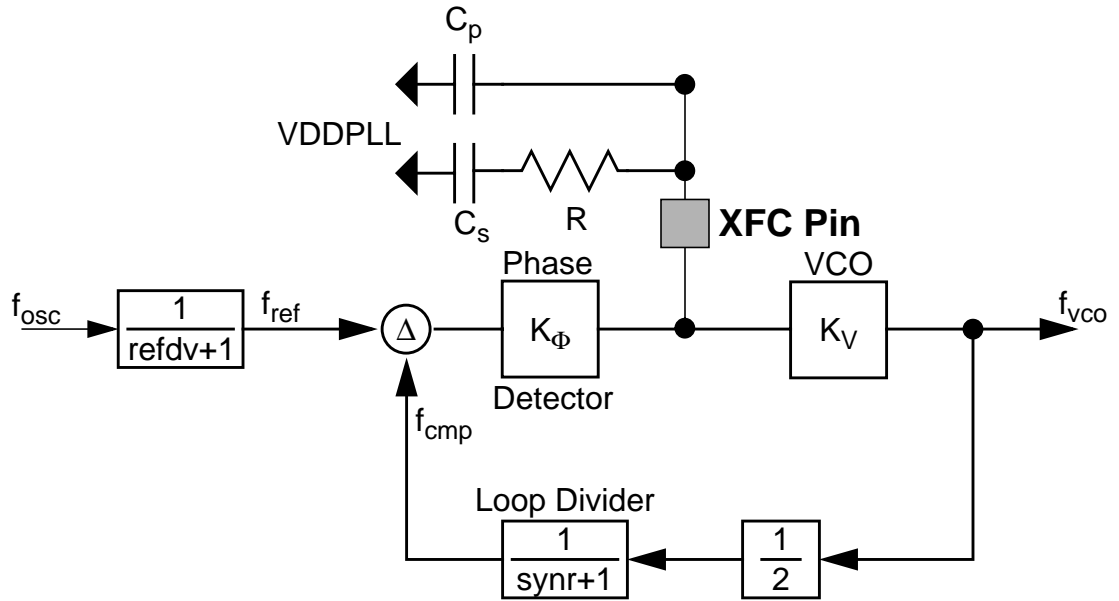 Cp
VDDPLL
Cs
R
XFC Pin
Phase
VCO
fosc
1
refdv+1
fref
Δ
KΦ
KV
fvco
Detector
fcmp
Loop Divider
1
synr+1
1
2